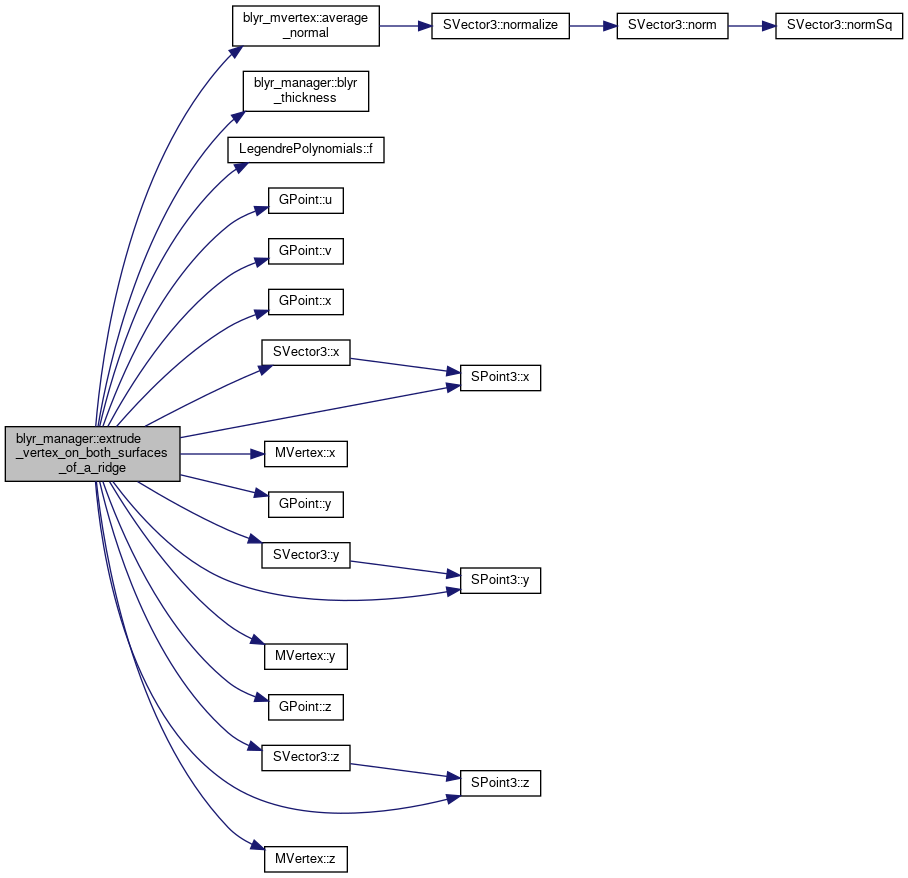 blyr_mvertex::average
_normal
SVector3::normalize
SVector3::norm
SVector3::normSq
blyr_manager::blyr
_thickness
LegendrePolynomials::f
GPoint::u
GPoint::v
GPoint::x
SVector3::x
SPoint3::x
blyr_manager::extrude
_vertex_on_both_surfaces
_of_a_ridge
MVertex::x
GPoint::y
SVector3::y
SPoint3::y
MVertex::y
GPoint::z
SVector3::z
SPoint3::z
MVertex::z